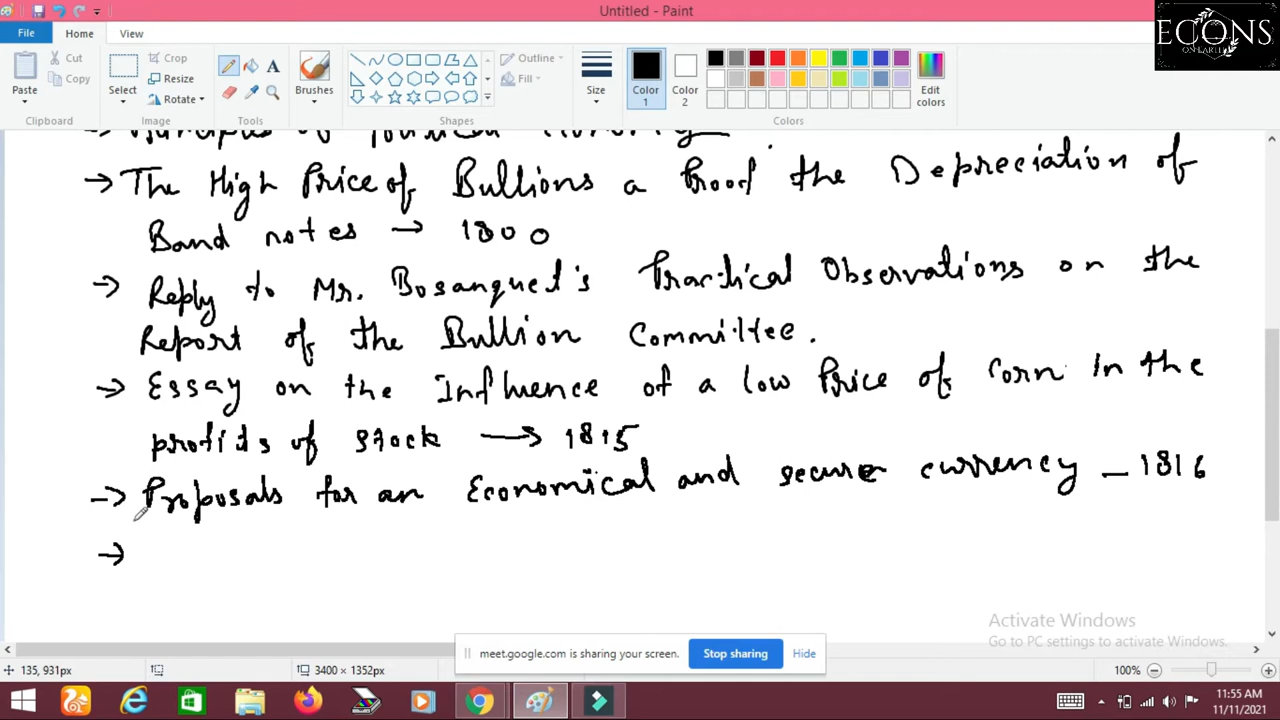 Untitled - Paint
ECONS
File
Home
View
Paste
Cut
Copy
Clipboard
Select
Crop
Resize
Rotate
Image
Tools
Brushes
Outline
Fill
Shapes
Size
Color 1
Color 2
Edit colors
Colors
Principles of Political
→ The High Price of Bullions a Proof the Depreciation of
Band notes → 1800
→ Reply to Mr. Bosanquet's Practical Observations on the
Report of the Bullion Committee.
→ Essay on the Influence of a low Price of Corn in the
profits of stock → 1815
→ Proposals for an Economical and secure currency - 1816
→
Activate Windows
Go to PC settings to activate Windows.
meet.google.com is sharing your screen.
Stop sharing
Hide
135, 931px
3400 × 1352px
100%
11:55 AM
11/11/2021